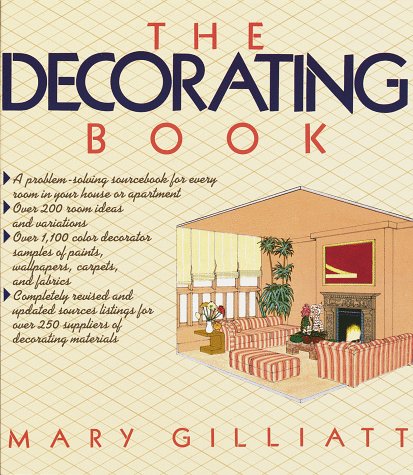 THE
DECORATING
BOOK
A problem-solving sourcebook for every
room in your house or apartment
Over 200 room ideas
and variations
Over 1,100 color decorator
samples of paints,
wallpapers, carpets,
and fabrics
Completely revised and
updated sources listings for
over 250 suppliers of
decorating materials
MARY GILLIATT